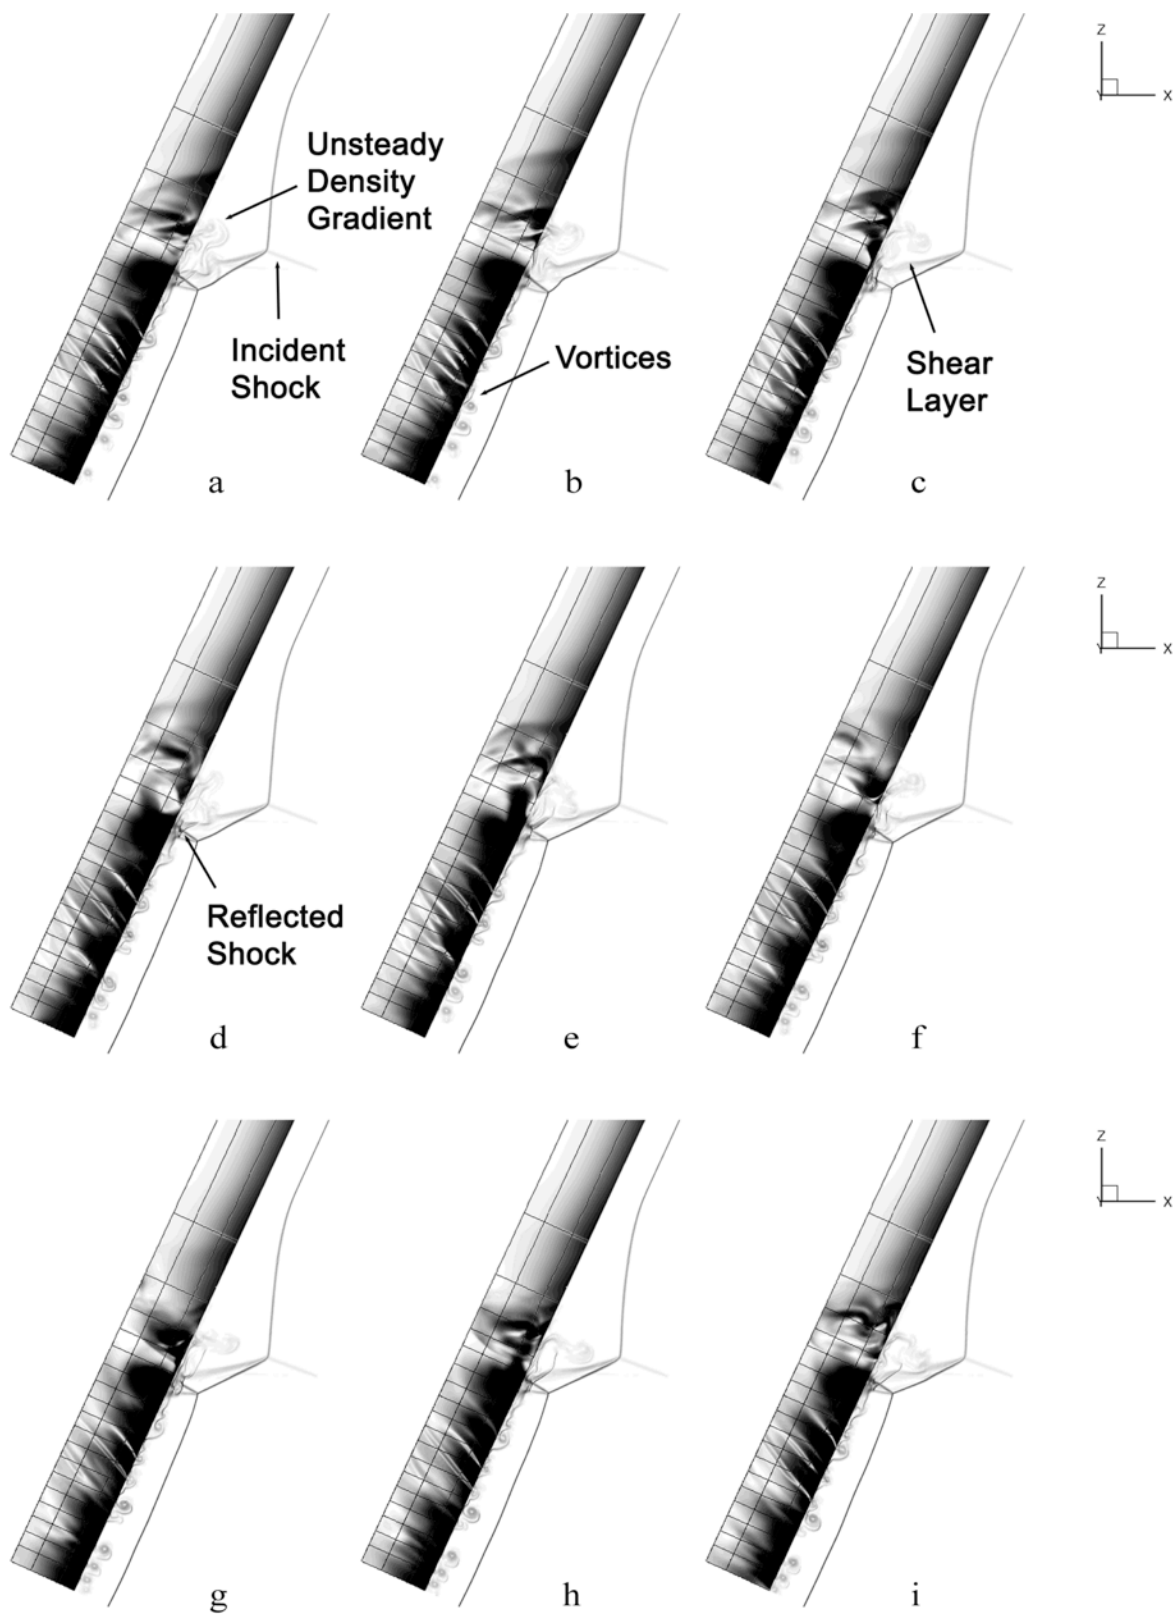 Z
X
Y
Unsteady
Density
Gradient
Incident
Shock
Vortices
Shear
Layer
a
b
c
Z
X
Y
Reflected
Shock
d
e
f
Z
X
Y
g
h
i